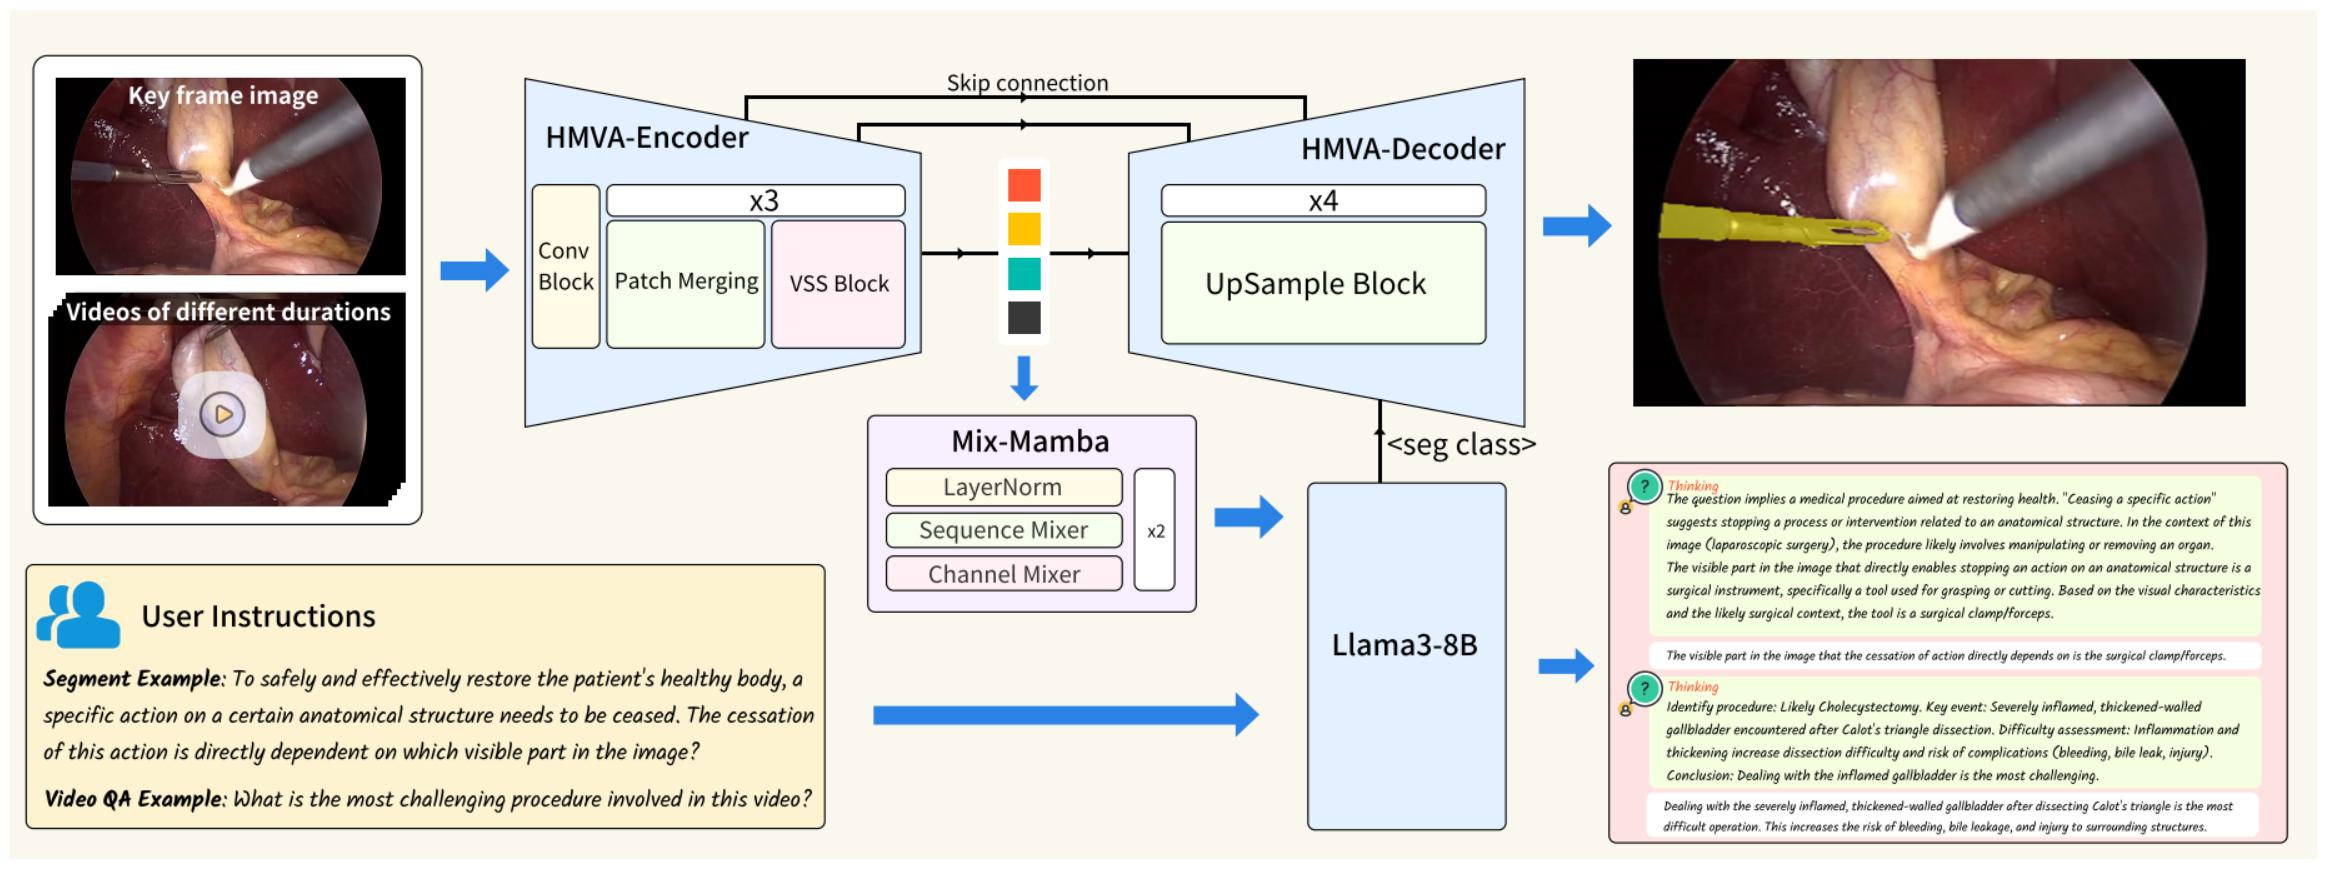 Key frame image
Videos of different durations
User Instructions
Segment Example: To safely and effectively restore the patient's healthy body, a
specific action on a certain anatomical structure needs to be ceased. The cessation
of this action is directly dependent on which visible part in the image?
Video QA Example: What is the most challenging procedure involved in this video?
HMVA-Encoder
x3
Conv
Block
Patch Merging
VSS Block
Skip connection
HMVA-Decoder
x4
UpSample Block
Mix-Mamba
LayerNorm
Sequence Mixer
Channel Mixer
x2
<seg class>
Llama3-8B
?
Thinking
The question implies a medical procedure aimed at restoring health. "Ceasing a specific action"
suggests stopping a process or intervention related to an anatomical structure. In the context of this
image (laparoscopic surgery), the procedure likely involves manipulating or removing an organ.
The visible part in the image that directly enables stopping an action on an anatomical structure is a
surgical instrument, specifically a tool used for grasping or cutting. Based on the visual characteristics
and the likely surgical context, the tool is a surgical clamp/forceps.
The visible part in the image that the cessation of action directly depends on is the surgical clamp/forceps.
?
Thinking
Identify procedure: Likely Cholecystectomy. Key event: Severely inflamed, thickened-walled
gallbladder encountered after Calot's triangle dissection. Difficulty assessment: Inflammation and
thickening increase dissection difficulty and risk of complications (bleeding, bile leak, injury).
Conclusion: Dealing with the inflamed gallbladder is the most challenging.
Dealing with the severely inflamed, thickened-walled gallbladder after dissecting Calot's triangle is the most
difficult operation. This increases the risk of bleeding, bile leakage, and injury to surrounding structures.